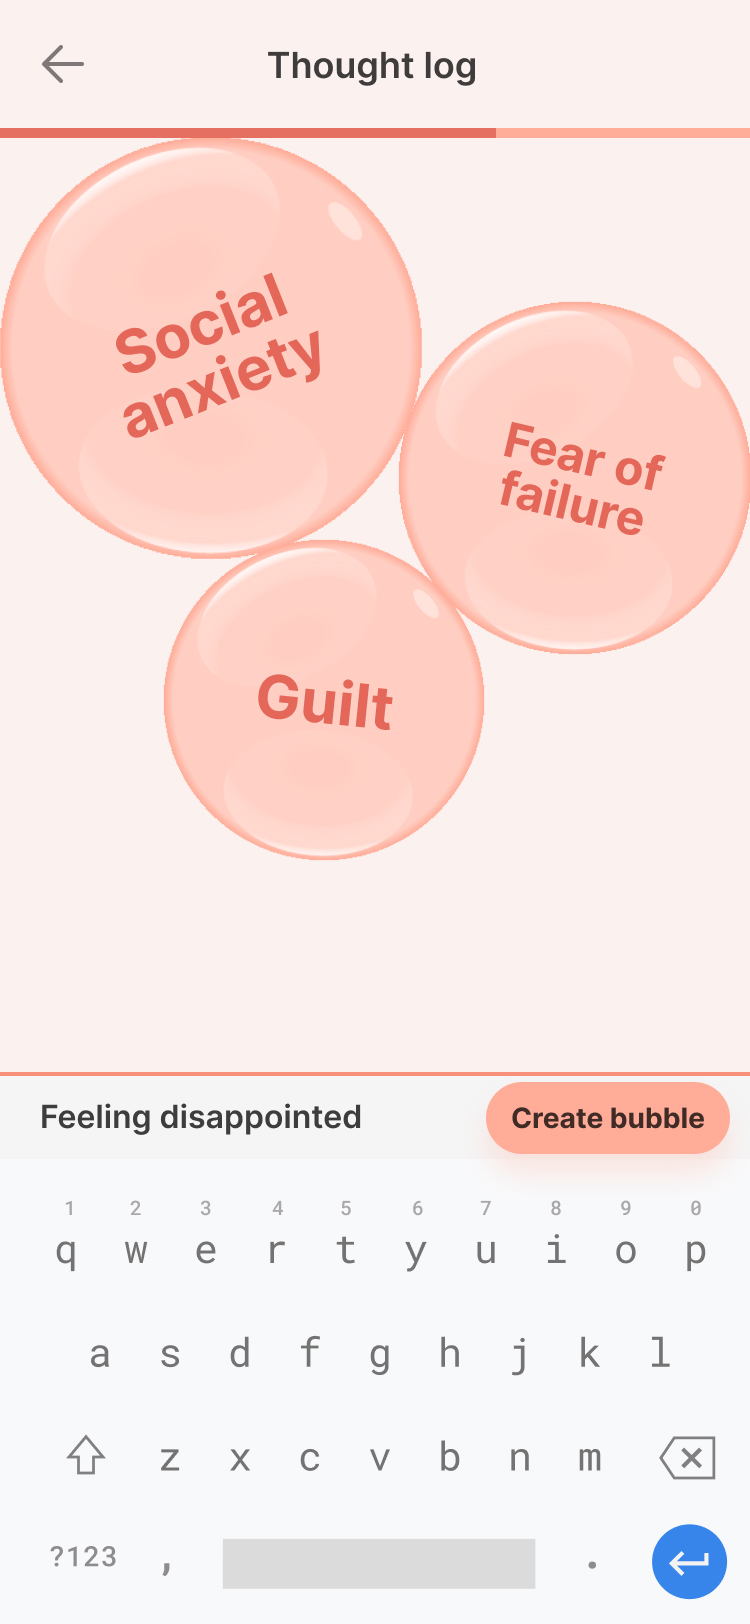 Thought log
Social
anxiety
Fear of
failure
Guilt
Feeling disappointed
Create bubble
1 2 3 4 5 6 7 8 9 0
q w e r t y u i o p
a s d f g h j k l
z x c v b n m
?123 , .